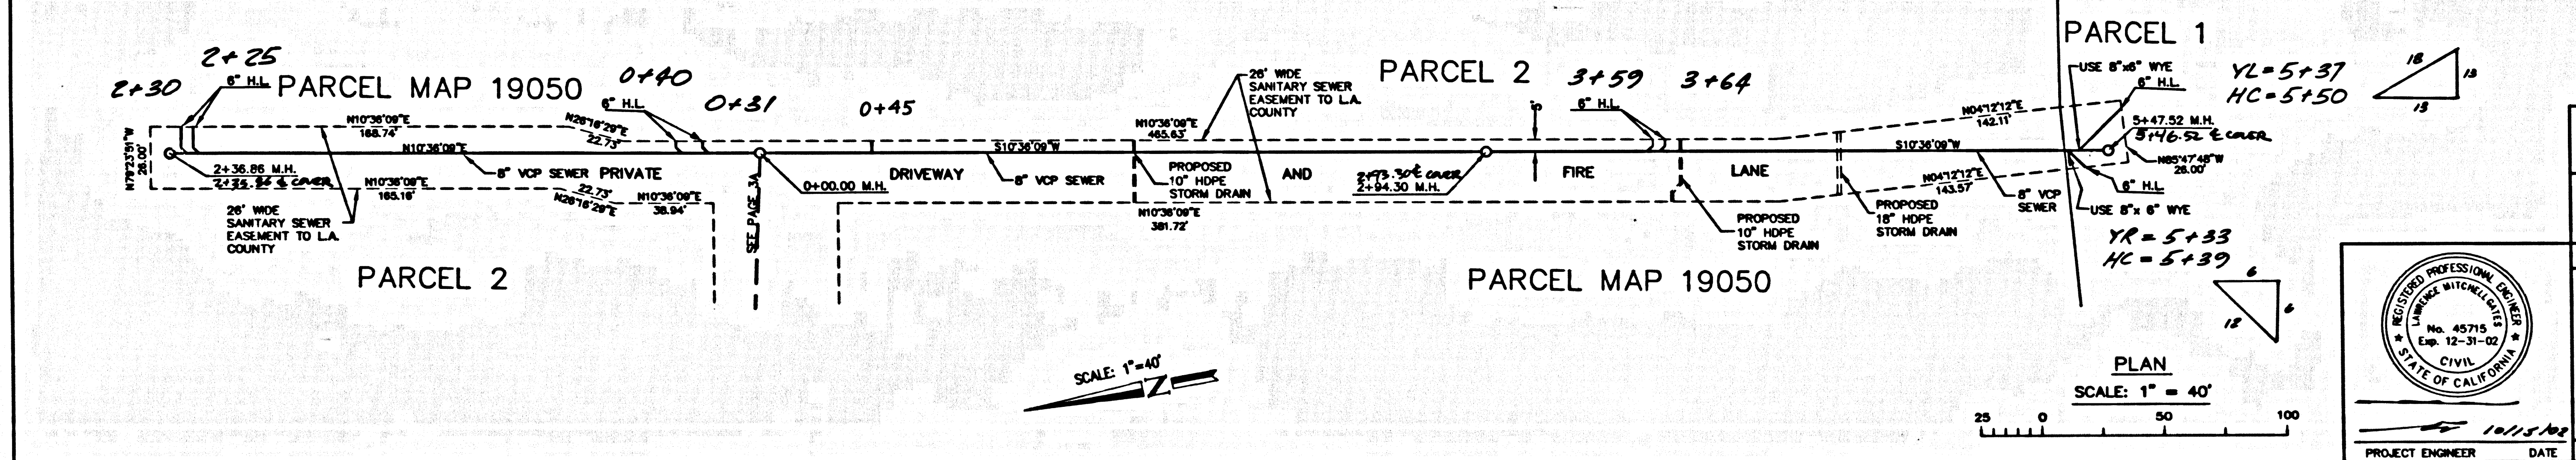 2+30
2+25
6" H.L.
PARCEL MAP 19050
0+40
6" H.L.
0+31
0+45
N79°23'51"W
26.00'
N10°36'09"E
168.74'
N26°16'29"E
22.73'
N10°36'09"E
2+36.86 M.H.
2+35.86 ℄ COVER
8" VCP SEWER
PRIVATE
N10°36'09"E
165.16'
22.73'
N26°16'29"E
N10°36'09"E
38.94'
26' WIDE
SANITARY SEWER
EASEMENT TO L.A.
COUNTY
PARCEL 2
SEE PAGE 3A
0+00.00 M.H.
DRIVEWAY
S10°36'09"W
8" VCP SEWER
N10°36'09"E
465.63'
26' WIDE
SANITARY SEWER
EASEMENT TO L.A.
COUNTY
PROPOSED
10" HDPE
STORM DRAIN
N10°36'09"E
381.72'
AND
PARCEL 2
2+93.30 ℄ COVER
2+94.30 M.H.
5'
3+59
6" H.L.
3+64
FIRE
LANE
PROPOSED
10" HDPE
STORM DRAIN
PROPOSED
18" HDPE
STORM DRAIN
PARCEL MAP 19050
N04°12'12"E
142.11'
S10°36'09"W
N04°12'12"E
143.57'
8" VCP
SEWER
PARCEL 1
USE 8"x6" WYE
6" H.L.
YL=5+37
HC=5+50
18
13
13
5+47.52 M.H.
5+46.52 ℄ COVER
N85°47'48"W
26.00'
6" H.L.
USE 8"x 6" WYE
YR = 5+33
HC = 5+39
6
6
12
SCALE: 1"=40'
N
PLAN
SCALE: 1" = 40'
25 0 50 100
REGISTERED PROFESSIONAL ENGINEER
LAWRENCE MITCHELL GATES
No. 45715
Exp. 12-31-02
CIVIL
STATE OF CALIFORNIA
10/15/02
PROJECT ENGINEER DATE